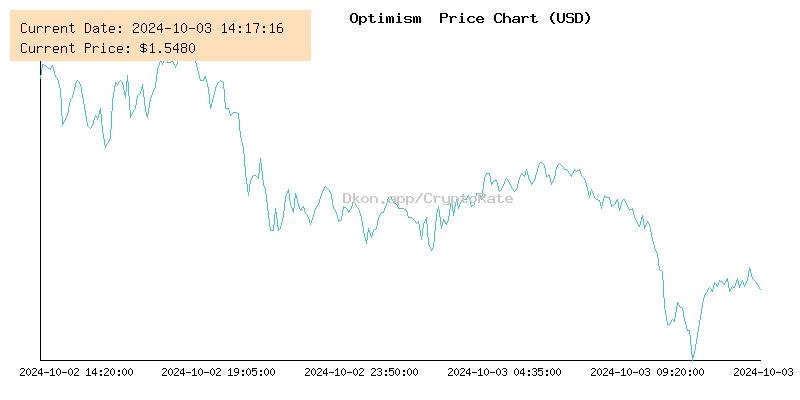 Optimism  Price Chart (USD)
Current Date: 2024-10-03 14:17:16
Current Price: $1.5480
Dkon.app/CryptoRate
2024-10-02 14:20:00 2024-10-02 19:05:00 2024-10-02 23:50:00 2024-10-03 04:35:00 2024-10-03 09:20:00 2024-10-03